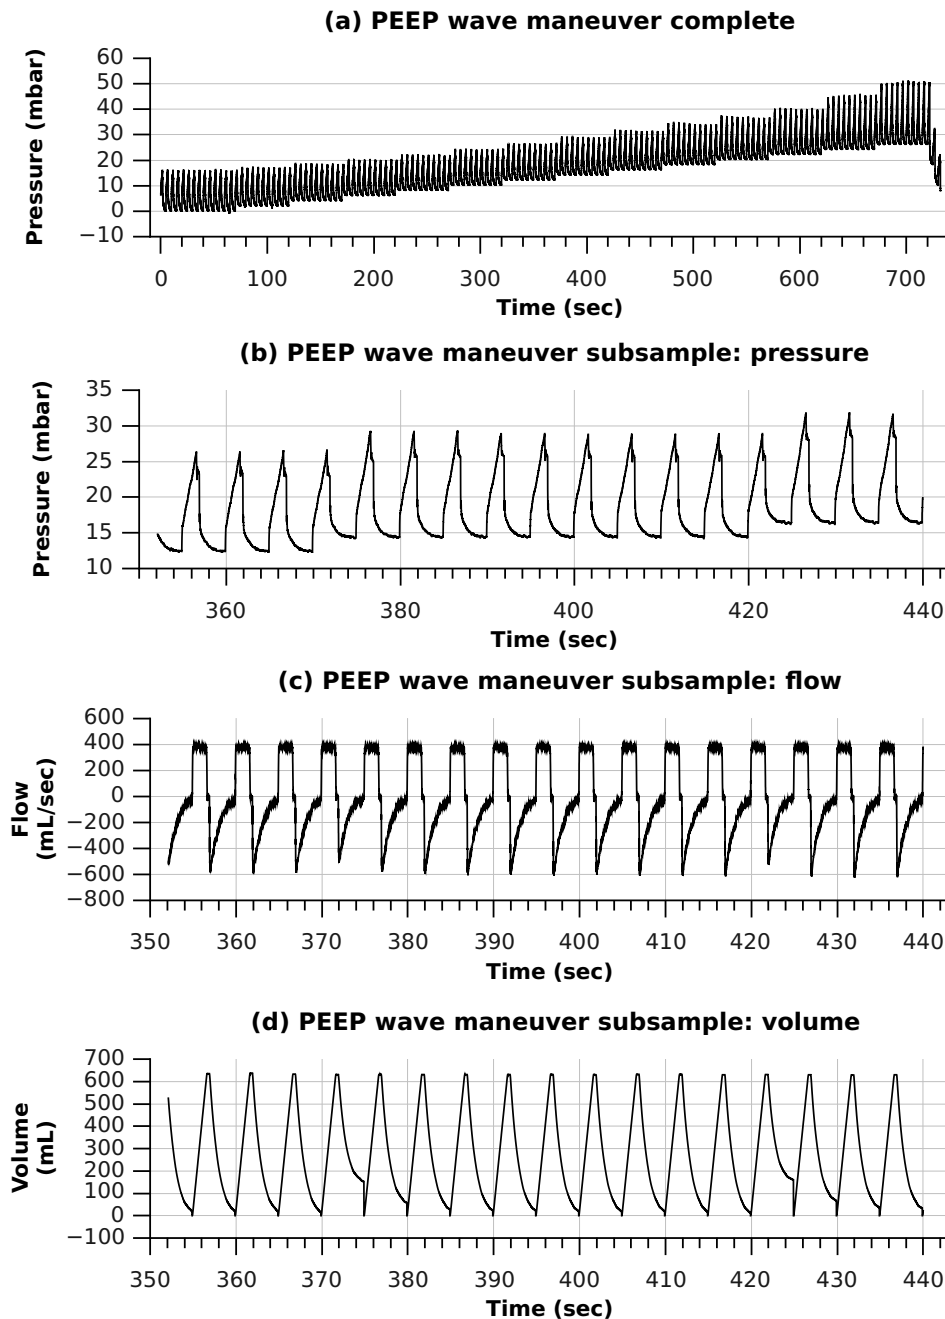 (a) PEEP wave maneuver complete
Pressure (mbar)
60
50
40
30
20
10
0
−10
0 100 200 300 400 500 600 700
Time (sec)
(b) PEEP wave maneuver subsample: pressure
Pressure (mbar)
35
30
25
20
15
10
360 380 400 420 440
Time (sec)
(c) PEEP wave maneuver subsample: flow
Flow
(mL/sec)
600
400
200
0
−200
−400
−600
−800
350 360 370 380 390 400 410 420 430 440
Time (sec)
(d) PEEP wave maneuver subsample: volume
Volume
(mL)
700
600
500
400
300
200
100
0
−100
350 360 370 380 390 400 410 420 430 440
Time (sec)